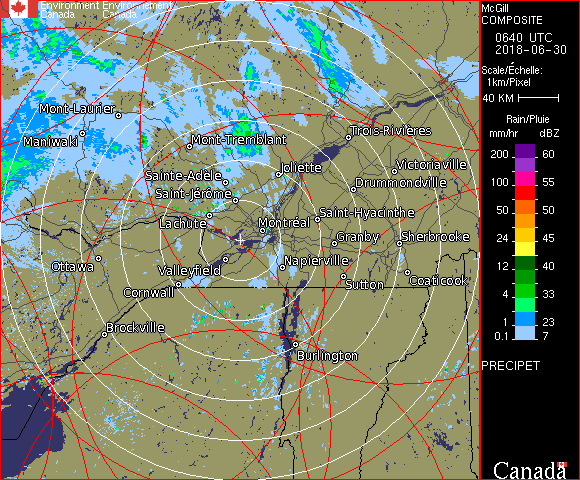 Environment Environnement
Canada Canada
McGill
COMPOSITE
0640 UTC
2018-06-30
Scale/Échelle:
1km/Pixel
40 KM
Rain/Pluie
mm/hr dBZ
200 60
100 55
50 50
24 45
12 40
4 33
1 23
0.1 7
PRECIPET
Canada
Mont-Laurier
Maniwaki
Mont-Tremblant
Trois-Rivières
Joliette
Victoriaville
Sainte-Adèle
Drummondville
Saint-Jérôme
Lachute
Saint-Hyacinthe
Montréal
Granby
Sherbrooke
Ottawa
Valleyfield
Napierville
Cornwall
Sutton
Coaticook
Brockville
Burlington